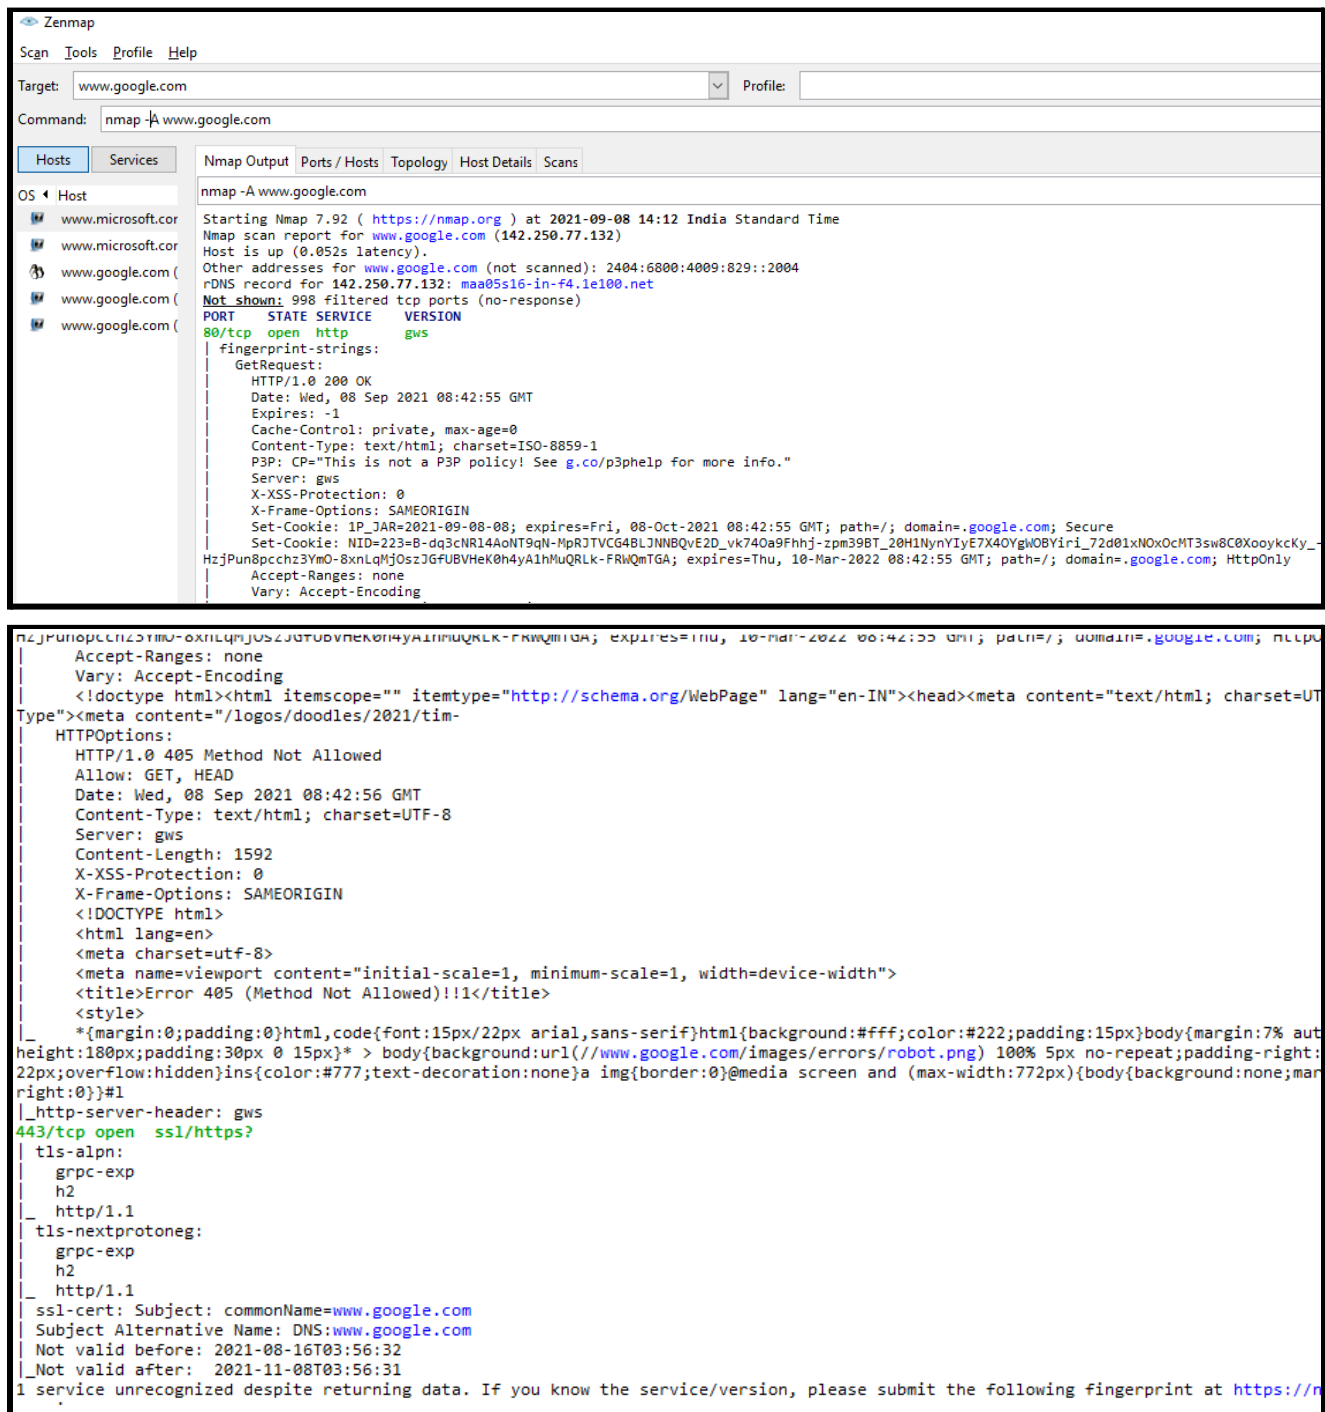 Zenmap
Scan Tools Profile Help
Target: www.google.com Profile:
Command: nmap -A www.google.com
Hosts Services Nmap Output Ports / Hosts Topology Host Details Scans
OS Host
www.microsoft.cor
www.microsoft.cor
www.google.com (
www.google.com (
www.google.com (
nmap -A www.google.com
Starting Nmap 7.92 ( https://nmap.org ) at 2021-09-08 14:12 India Standard Time
Nmap scan report for www.google.com (142.250.77.132)
Host is up (0.052s latency).
Other addresses for www.google.com (not scanned): 2404:6800:4009:829::2004
rDNS record for 142.250.77.132: maa05s16-in-f4.1e100.net
Not shown: 998 filtered tcp ports (no-response)
PORT STATE SERVICE VERSION
80/tcp open http gws
| fingerprint-strings:
| GetRequest:
| HTTP/1.0 200 OK
| Date: Wed, 08 Sep 2021 08:42:55 GMT
| Expires: -1
| Cache-Control: private, max-age=0
| Content-Type: text/html; charset=ISO-8859-1
| P3P: CP="This is not a P3P policy! See g.co/p3phelp for more info."
| Server: gws
| X-XSS-Protection: 0
| X-Frame-Options: SAMEORIGIN
| Set-Cookie: 1P_JAR=2021-09-08-08; expires=Fri, 08-Oct-2021 08:42:55 GMT; path=/; domain=.google.com; Secure
| Set-Cookie:
expires=Thu, 10-Mar-2022 08:42:55 GMT; path=/; domain=.google.com; HttpOnly
| Accept-Ranges: none
| Vary: Accept-Encoding
expires=Thu, 10-Mar-2022 08:42:55 GMT; path=/; domain=.google.com; HttpO
| Accept-Ranges: none
| Vary: Accept-Encoding
| <!doctype html><html itemscope="" itemtype="http://schema.org/WebPage" lang="en-IN"><head><meta content="text/html; charset=UT
Type"><meta content="/logos/doodles/2021/tim-
| HTTPOptions:
| HTTP/1.0 405 Method Not Allowed
| Allow: GET, HEAD
| Date: Wed, 08 Sep 2021 08:42:56 GMT
| Content-Type: text/html; charset=UTF-8
| Server: gws
| Content-Length: 1592
| X-XSS-Protection: 0
| X-Frame-Options: SAMEORIGIN
| <!DOCTYPE html>
| <html lang=en>
| <meta charset=utf-8>
| <meta name=viewport content="initial-scale=1, minimum-scale=1, width=device-width">
| <title>Error 405 (Method Not Allowed)!!1</title>
| <style>
|_ *{margin:0;padding:0}html,code{font:15px/22px arial,sans-serif}html{background:#fff;color:#222;padding:15px}body{margin:7% aut
height:180px;padding:30px 0 15px}* > body{background:url(//www.google.com/images/errors/robot.png) 100% 5px no-repeat;padding-right:
22px;overflow:hidden}ins{color:#777;text-decoration:none}a img{border:0}@media screen and (max-width:772px){body{background:none;mar
right:0}}#l
|_http-server-header: gws
443/tcp open ssl/https?
| tls-alpn:
| grpc-exp
| h2
|_ http/1.1
| tls-nextprotoneg:
| grpc-exp
| h2
|_ http/1.1
| ssl-cert: Subject: commonName=www.google.com
| Subject Alternative Name: DNS:www.google.com
| Not valid before: 2021-08-16T03:56:32
|_Not valid after: 2021-11-08T03:56:31
1 service unrecognized despite returning data. If you know the service/version, please submit the following fingerprint at https://n